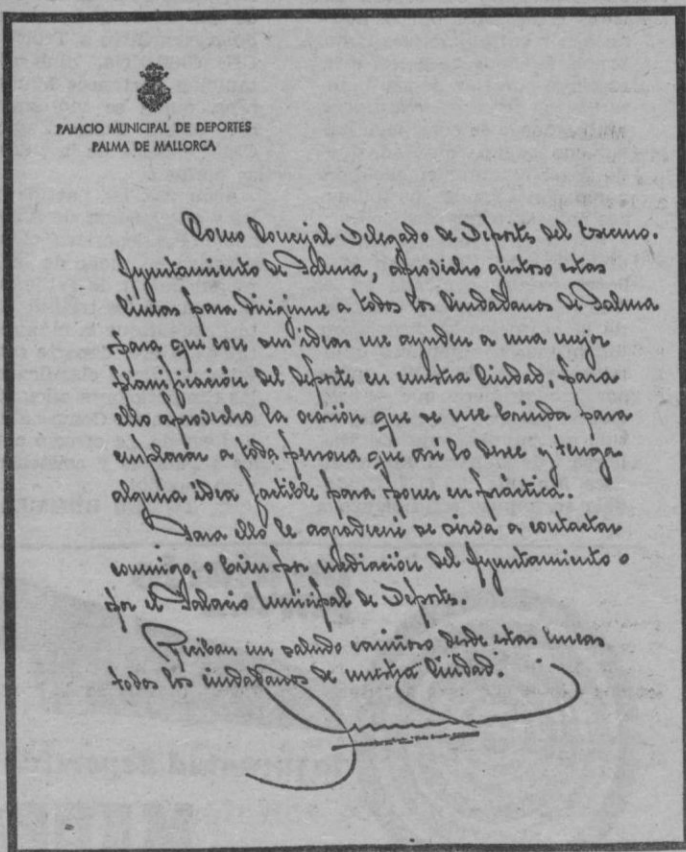 PALACIO MUNICIPAL DE DEPORTES
PALMA DE MALLORCA
Como Concejal Delegado de Deportes del Excmo.
Ayuntamiento de Palma, aprovecho gustoso estas
lineas para dirigirme a todos los Ciudadanos de Palma
para que con sus ideas me ayuden a una mejor
planificación del deporte en nuestra Ciudad, para
ello aprovecho la ocasión que se me brinda para
emplazar a toda persona que así lo desee y tenga
alguna idea factible para poner en práctica.
Para ello le agradeceré se sirva a contactar
conmigo, o bien por mediación del Ayuntamiento o
por el Palacio Municipal de Deportes.
Reciban un saludo cariñoso desde estas lineas
todos los ciudadanos de nuestra Ciudad.